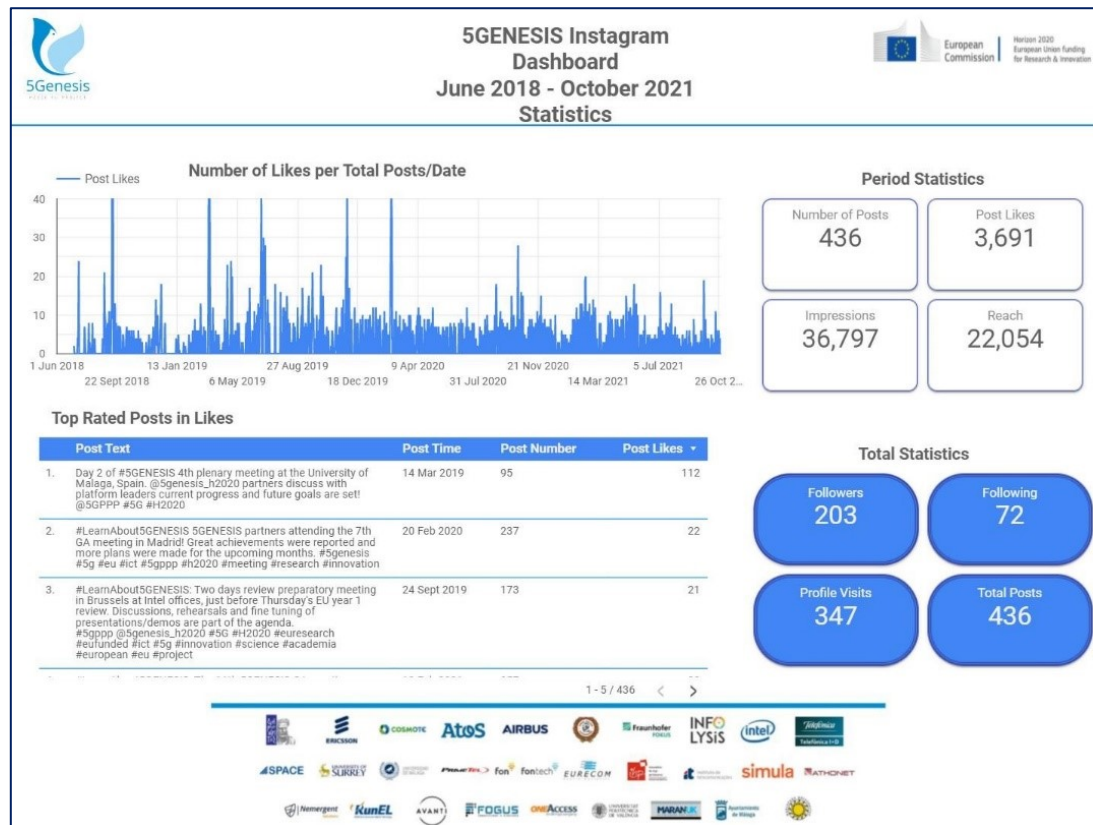 5Genesis
5GENESIS Instagram
Dashboard
June 2018 - October 2021
Statistics
European
Commission
Horizon 2020
European Union funding
for Research & Innovation
Number of Likes per Total Posts/Date
Post Likes
40
30
20
10
0
1 Jun 2018
13 Jan 2019
27 Aug 2019
9 Apr 2020
21 Nov 2020
5 Jul 2021
22 Sept 2018
6 May 2019
18 Dec 2019
31 Jul 2020
14 Mar 2021
26 Oct 2...
Period Statistics
Number of Posts
436
Post Likes
3,691
Impressions
36,797
Reach
22,054
Top Rated Posts in Likes
Post Text Post Time Post Number Post Likes
1. Day 2 of #5GENESIS 4th plenary meeting at the University of 14 Mar 2019 95 112
Malaga, Spain. @5genesis_h2020 partners discuss with
platform leaders current progress and future goals are set!
@5GPPP #5G #H2020
2. #LearnAbout5GENESIS 5GENESIS partners attending the 7th 20 Feb 2020 237 22
GA meeting in Madrid! Great achievements were reported and
more plans were made for the upcoming months. #5genesis
#5g #eu #ict #5gppp #h2020 #meeting #research #innovation
3. #LearnAbout5GENESIS: Two days review preparatory meeting 24 Sept 2019 173 21
in Brussels at Intel offices, just before Thursday's EU year 1
review. Discussions, rehearsals and fine tuning of
presentations/demos are part of the agenda.
#5gppp @5genesis_h2020 #5G #H2020 #euresearch
#eufunded #ict #5g #innovation #science #academia
#european #eu #project
1 - 5 / 436
Total Statistics
Followers
203
Following
72
Profile Visits
347
Total Posts
436
ERICSSON
COSMOTE
Atos
AIRBUS
Fraunhofer
FOKUS
INFOLYSiS
intel
Telefónica
Telefónica I+D
SPACE
UNIVERSITY OF
SURREY
fon
fontech
EURECOM
it
simula
ATHONET
Nemergent
KunEL
AVANTI
FOGUS
ONEACCESS
UNIVERSITAT
POLITÈCNICA
DE VALÈNCIA
MARAN UK
Ayuntamiento
de Málaga